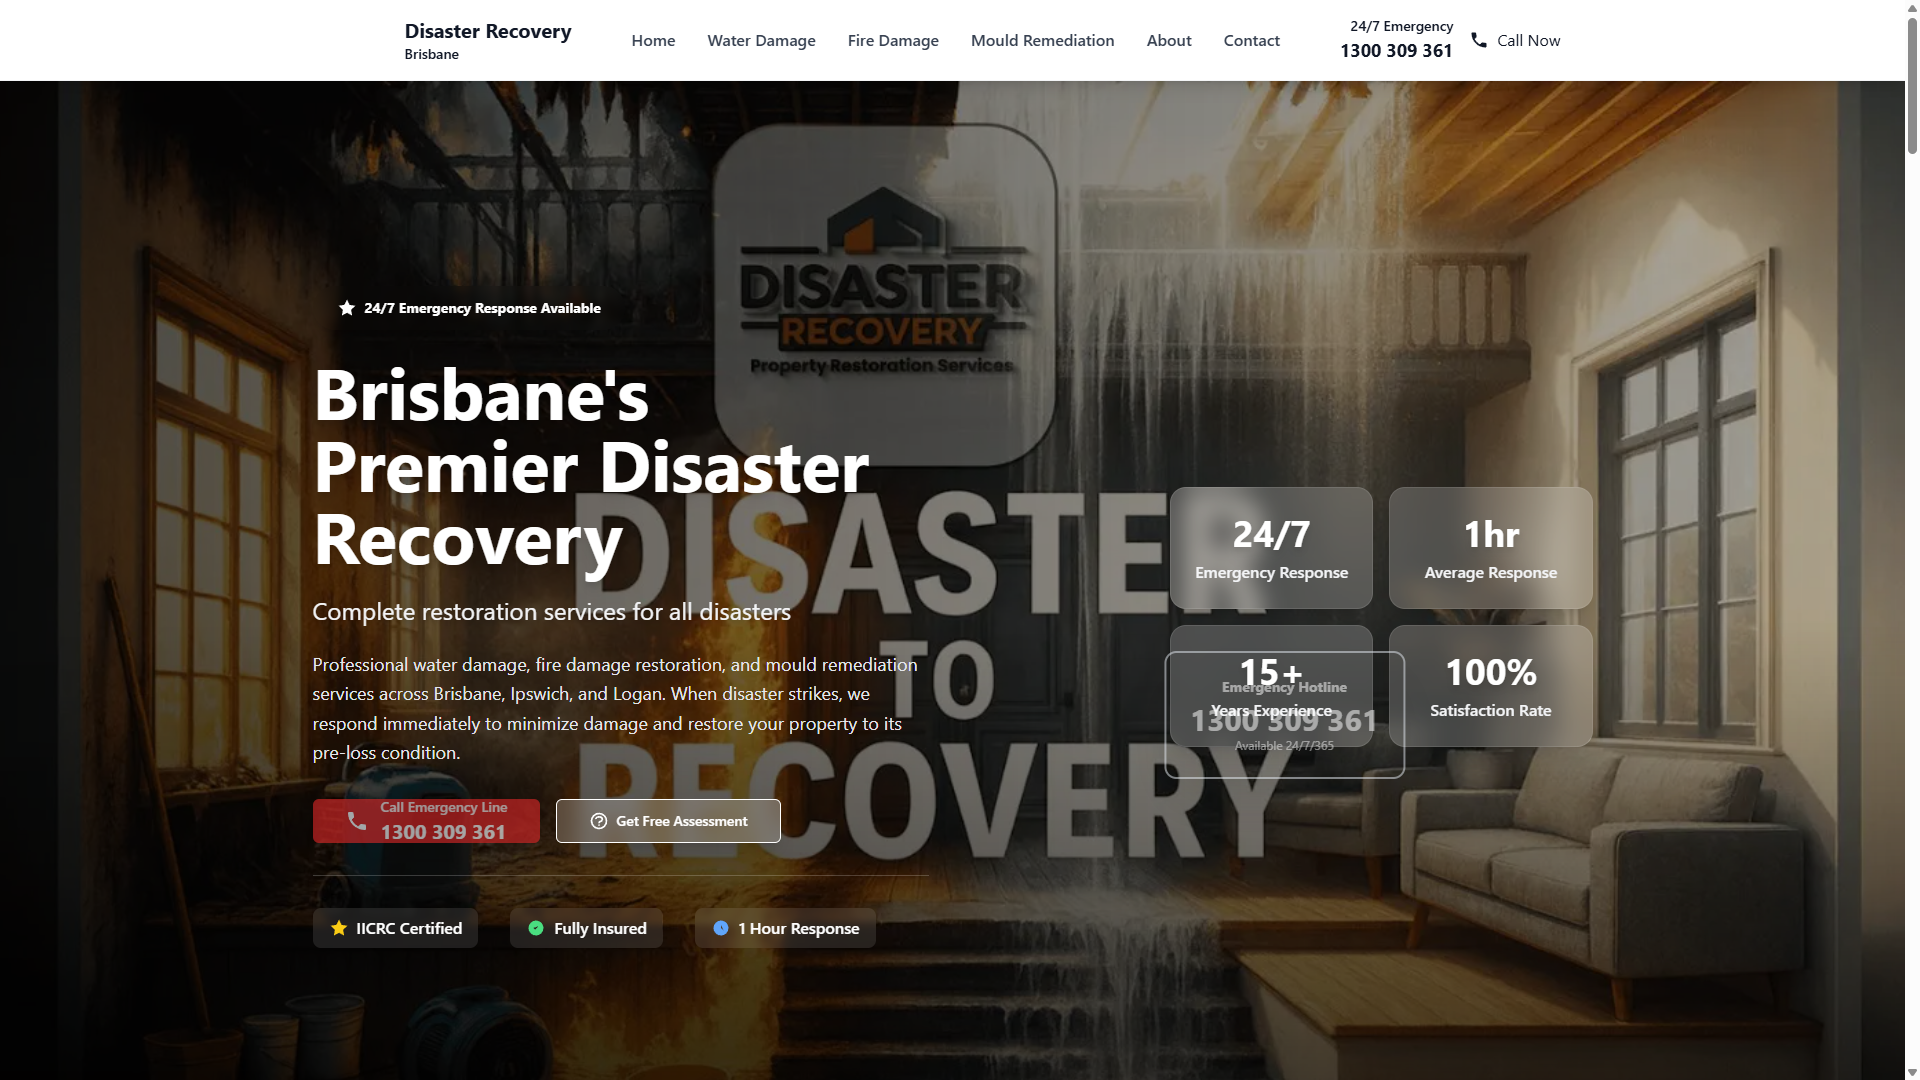 Disaster Recovery
Brisbane
Home
Water Damage
Fire Damage
Mould Remediation
About
Contact
24/7 Emergency
1300 309 361
Call Now
DISASTER
RECOVERY
Property Restoration Services
24/7 Emergency Response Available
Brisbane's
Premier Disaster
Recovery
DISASTER
TO
RECOVERY
Complete restoration services for all disasters
Professional water damage, fire damage restoration, and mould remediation
services across Brisbane, Ipswich, and Logan. When disaster strikes, we
respond immediately to minimize damage and restore your property to its
pre-loss condition.
Call Emergency Line
1300 309 361
Get Free Assessment
IICRC Certified
Fully Insured
1 Hour Response
24/7
Emergency Response
1hr
Average Response
15+
Years Experience
Emergency Hotline
1300 309 361
Available 24/7/365
100%
Satisfaction Rate